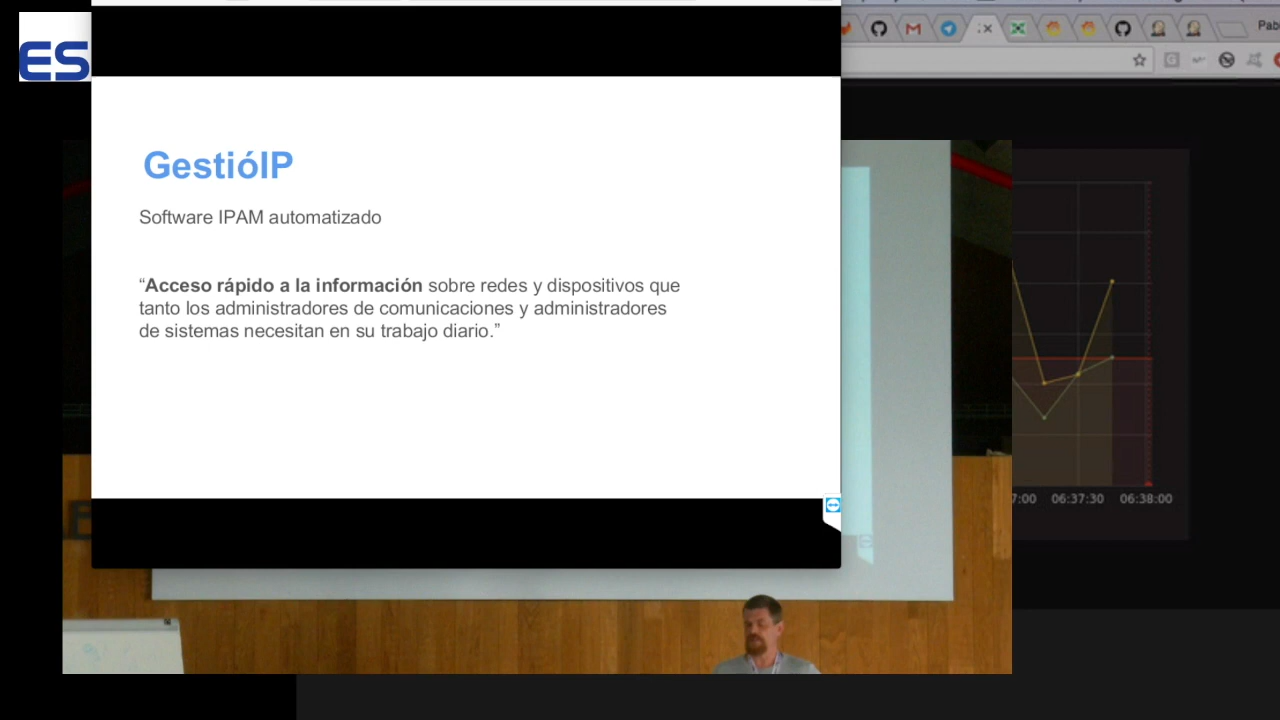 Pab
ES
GestióIP
Software IPAM automatizado
“Acceso rápido a la información sobre redes y dispositivos que
tanto los administradores de comunicaciones y administradores
de sistemas necesitan en su trabajo diario.”
7:00 06:37:30 06:38:00
E